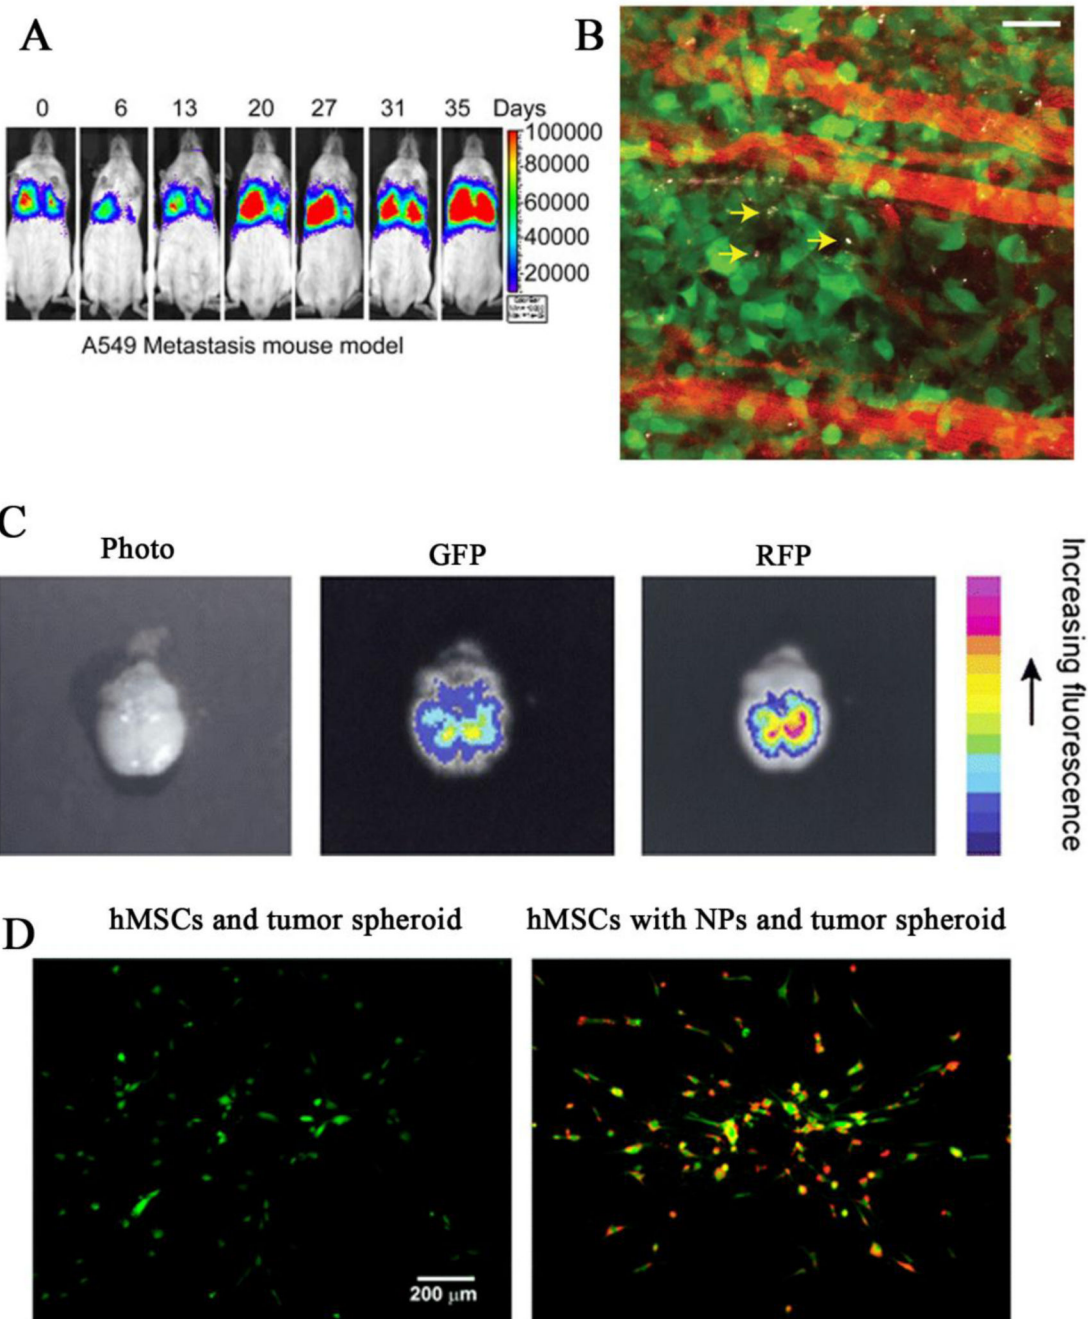 A
B
0 6 13 20 27 31 35 Days
100000
80000
60000
40000
20000
A549 Metastasis mouse model
C
Photo
GFP
RFP
Increasing fluorescence
D
hMSCs and tumor spheroid
hMSCs with NPs and tumor spheroid
200 μm